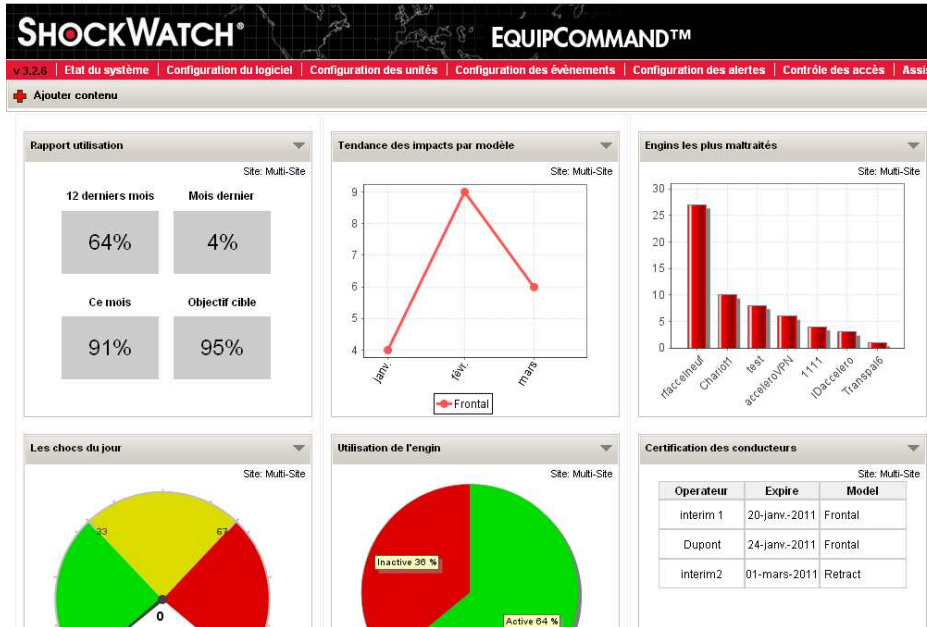 SHOCKWATCH® EQUIPCOMMAND™
v 3.2.6 | Etat du système | Configuration du logiciel | Configuration des unités | Configuration des évènements | Configuration des alertes | Contrôle des accès | Assi
Ajouter contenu
Rapport utilisation
Site: Multi-Site
12 derniers mois Mois dernier
64% 4%
Ce mois Objectif cible
91% 95%
Tendance des impacts par modèle
Site: Multi-Site
9
8
7
6
5
4
janv. févr. mars
Frontal
Engins les plus maltraités
Site: Multi-Site
30
25
20
15
10
5
0
rfaccelneuf Chariot1 test acceleroVPN 1111 IDaccelero Transpal6
Les chocs du jour
Site: Multi-Site
33 67
0
Utilisation de l'engin
Site: Multi-Site
Inactive 36 %
Active 64 %
Certification des conducteurs
Site: Multi-Site
Operateur Expire Model
interim 1 20-janv.-2011 Frontal
Dupont 24-janv.-2011 Frontal
interim2 01-mars-2011 Retract